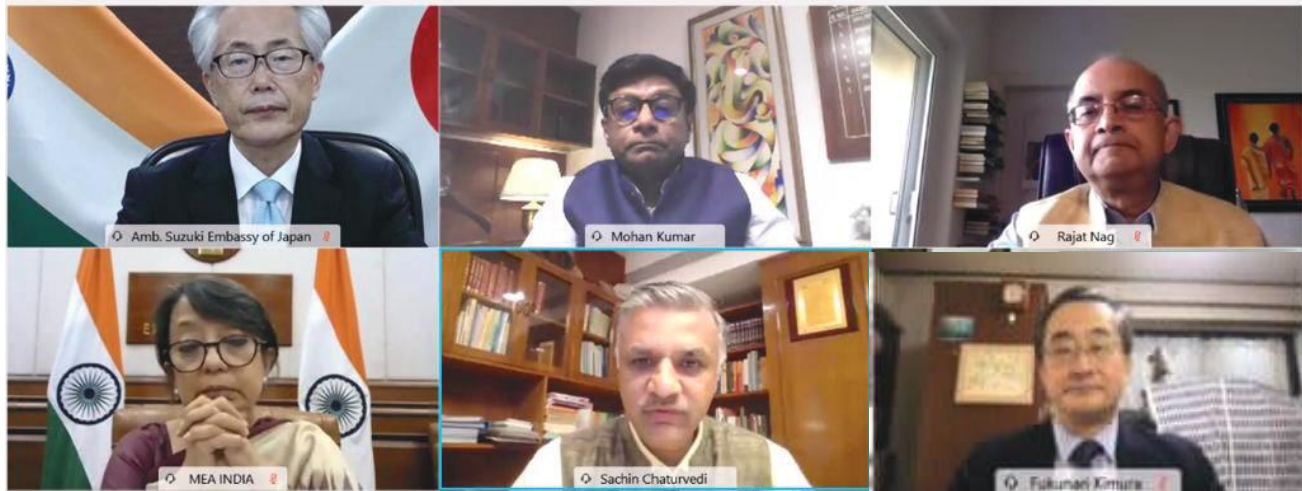 Amb. Suzuki Embassy of Japan
Mohan Kumar
Rajat Nag
MEA INDIA
Sachin Chaturvedi
Fukunari Kimura